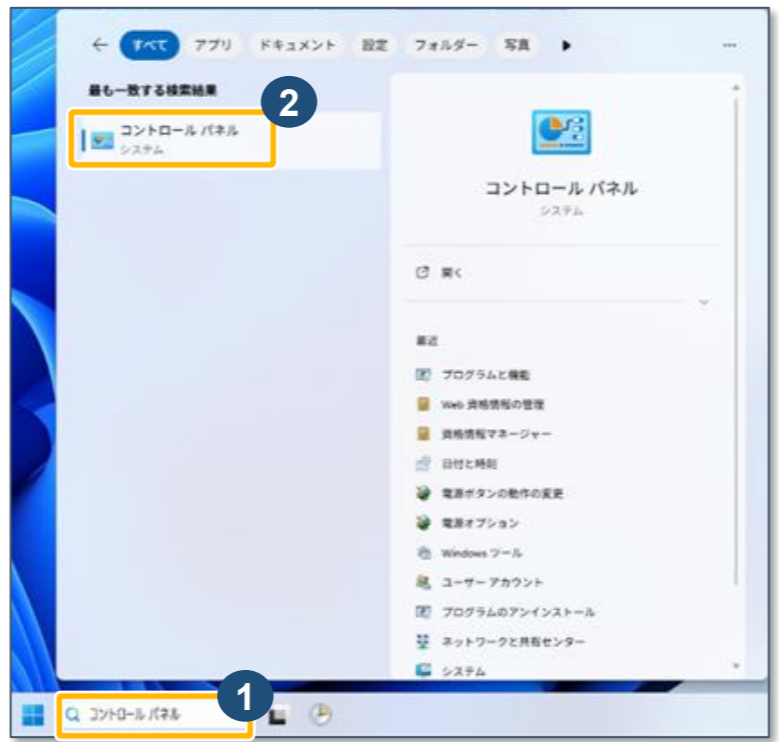 すべて アプリ ドキュメント 設定 フォルダー 写真
最も一致する検索結果
2
コントロール パネル
システム
コントロール パネル
システム
開く
最近
プログラムと機能
Web 資格情報の管理
資格情報マネージャー
日付と時刻
電源ボタンの動作の変更
電源オプション
Windows ツール
ユーザー アカウント
プログラムのアンインストール
ネットワークと共有センター
システム
1
コントロール パネル